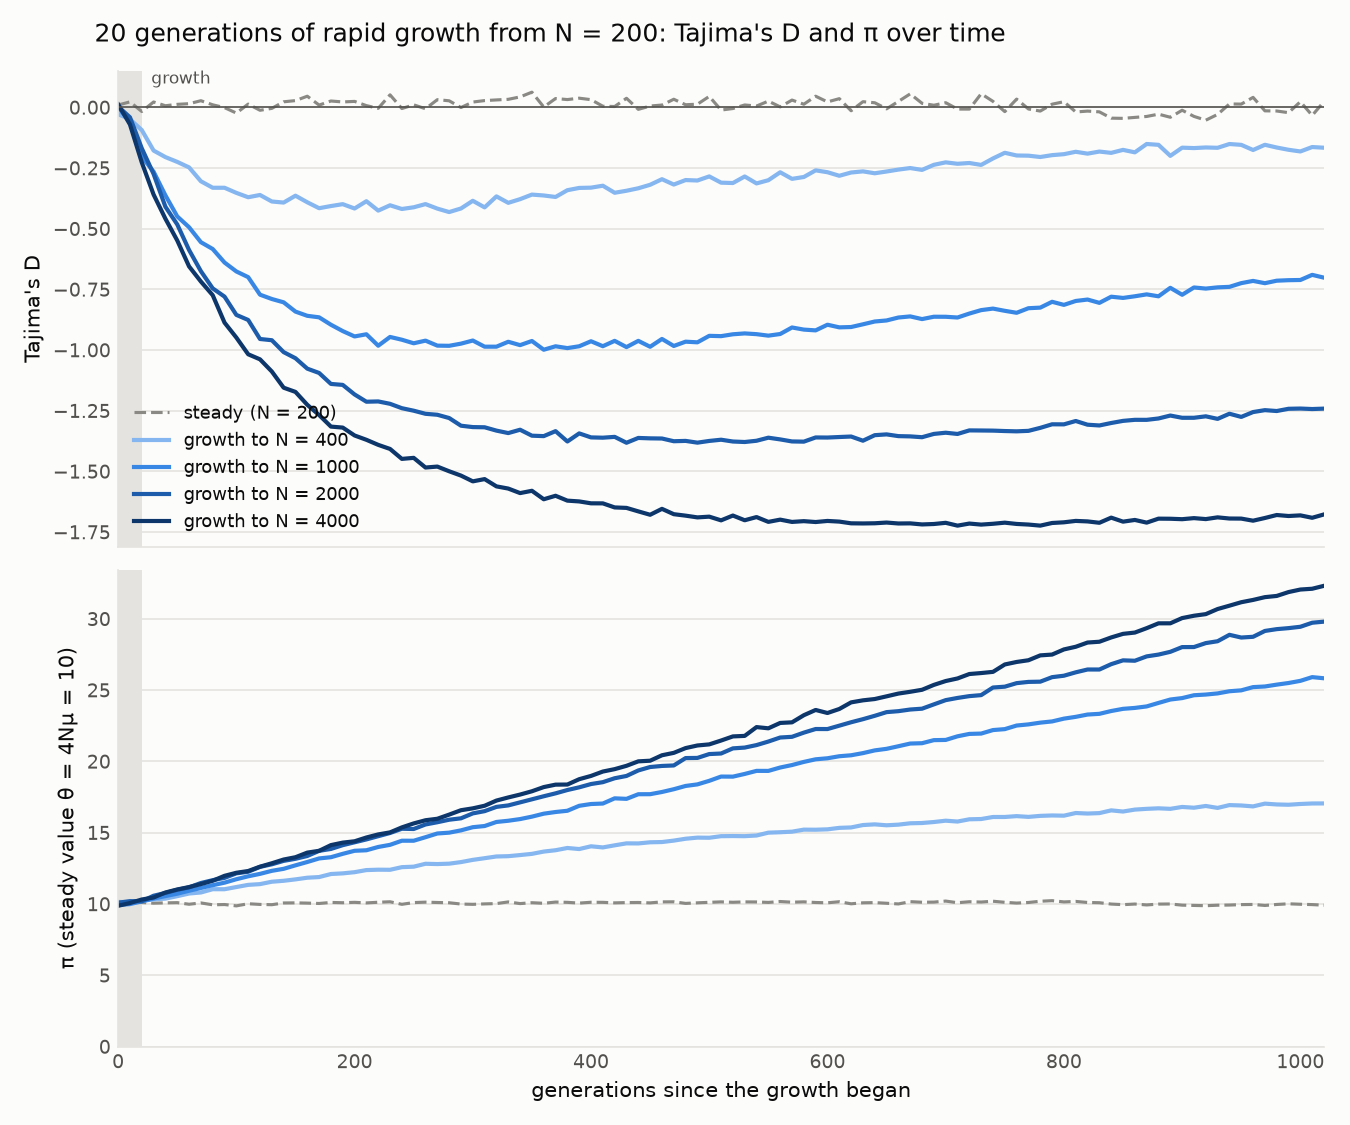 20 generations of rapid growth from N = 200: Tajima's D and π over time
growth
0.00
−0.25
−0.50
−0.75
−1.00
−1.25
−1.50
−1.75
Tajima's D
steady (N = 200)
growth to N = 400
growth to N = 1000
growth to N = 2000
growth to N = 4000
30
25
20
15
10
5
0
π (steady value θ = 4Nμ = 10)
0 200 400 600 800 1000
generations since the growth began